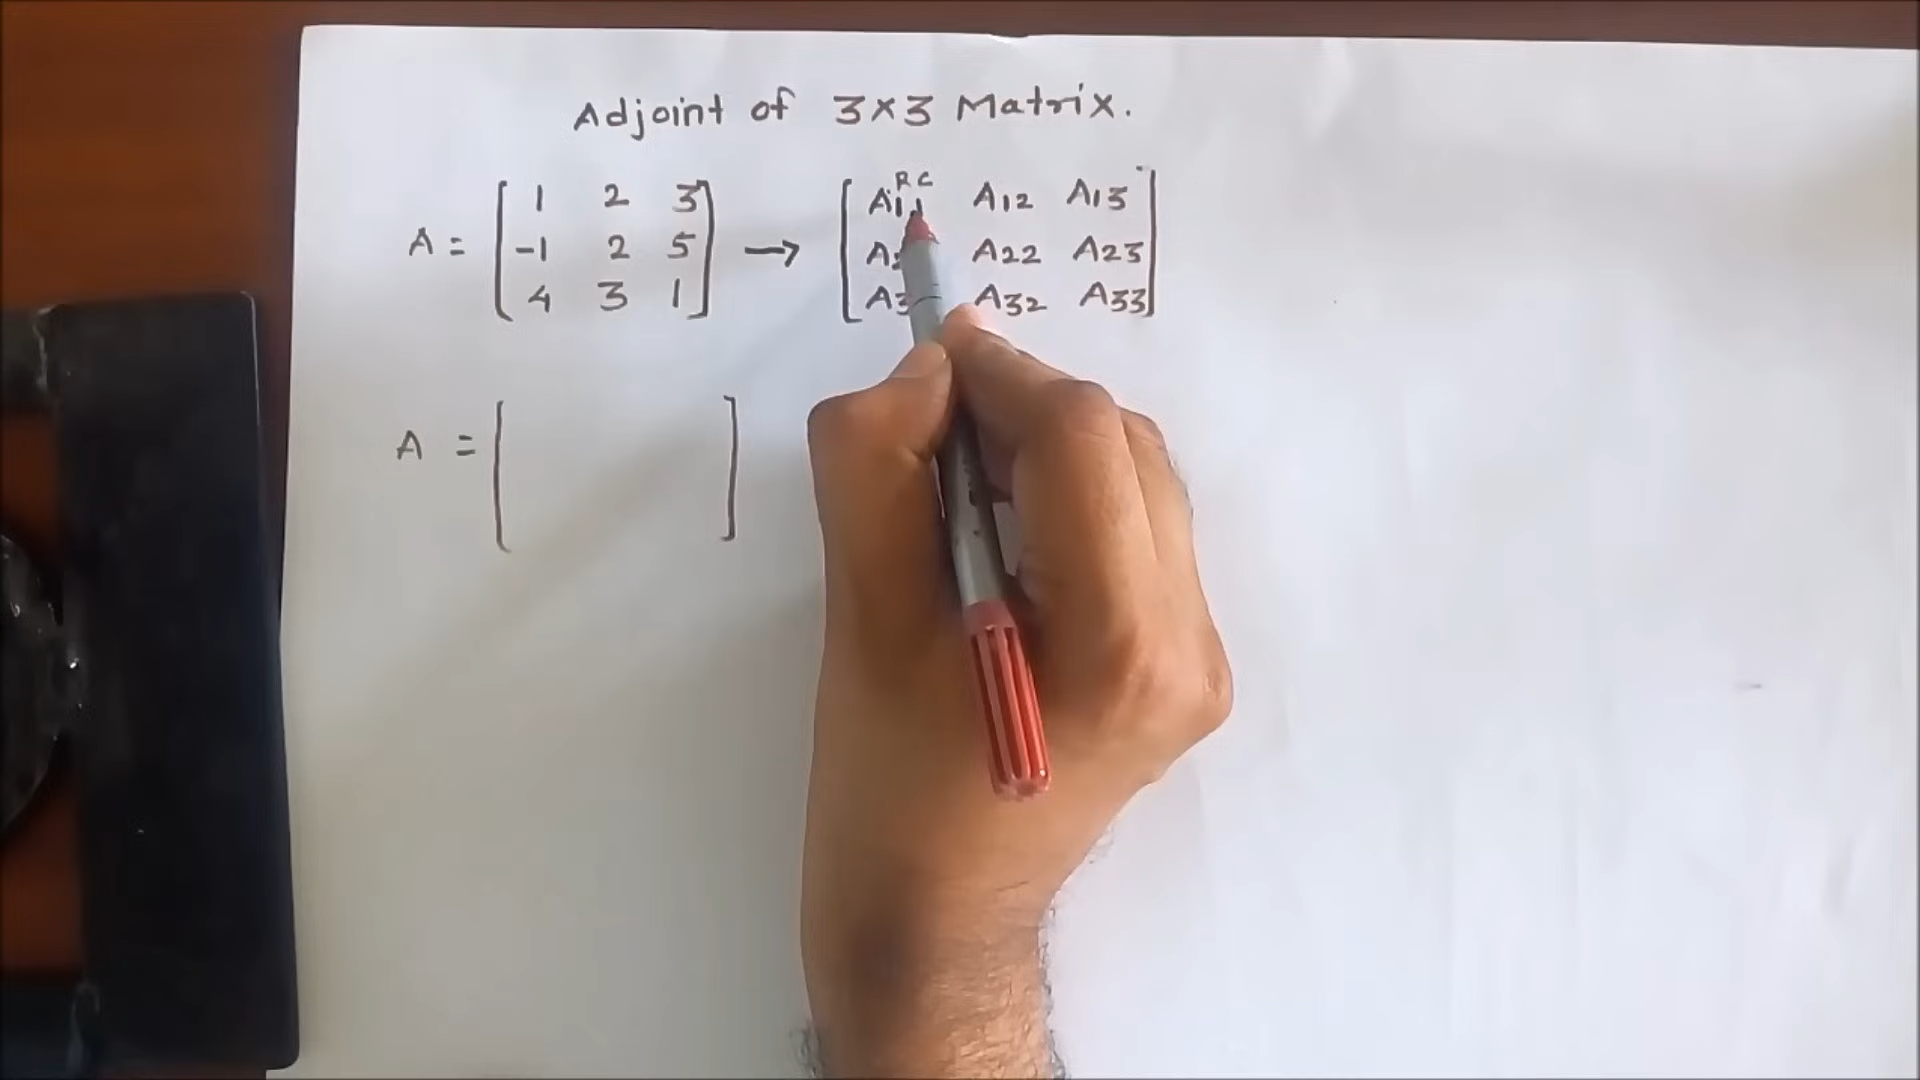 Adjoint of 3×3 Matrix.
R C
1 2 3 A11 A12 A13
A = -1 2 5 → A22 A23
4 3 1 A32 A33
A =